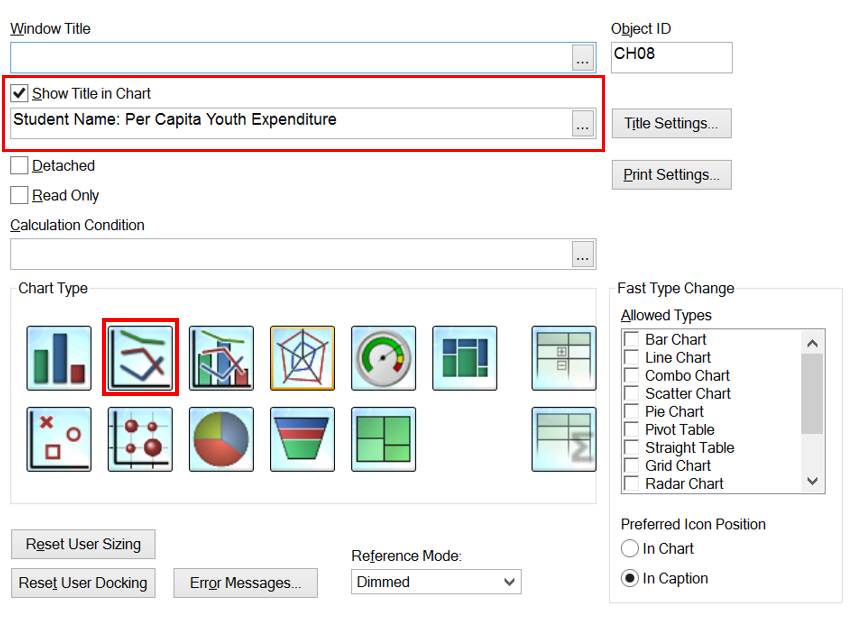 Window Title
Object ID
...
CH08
Show Title in Chart
Student Name: Per Capita Youth Expenditure
...
Title Settings...
Detached
Print Settings...
Read Only
Calculation Condition
...
Chart Type
Fast Type Change
Allowed Types
Bar Chart
Line Chart
Combo Chart
Scatter Chart
Pie Chart
Pivot Table
Straight Table
Grid Chart
Radar Chart
Preferred Icon Position
In Chart
In Caption
Reset User Sizing
Reset User Docking
Error Messages...
Reference Mode:
Dimmed